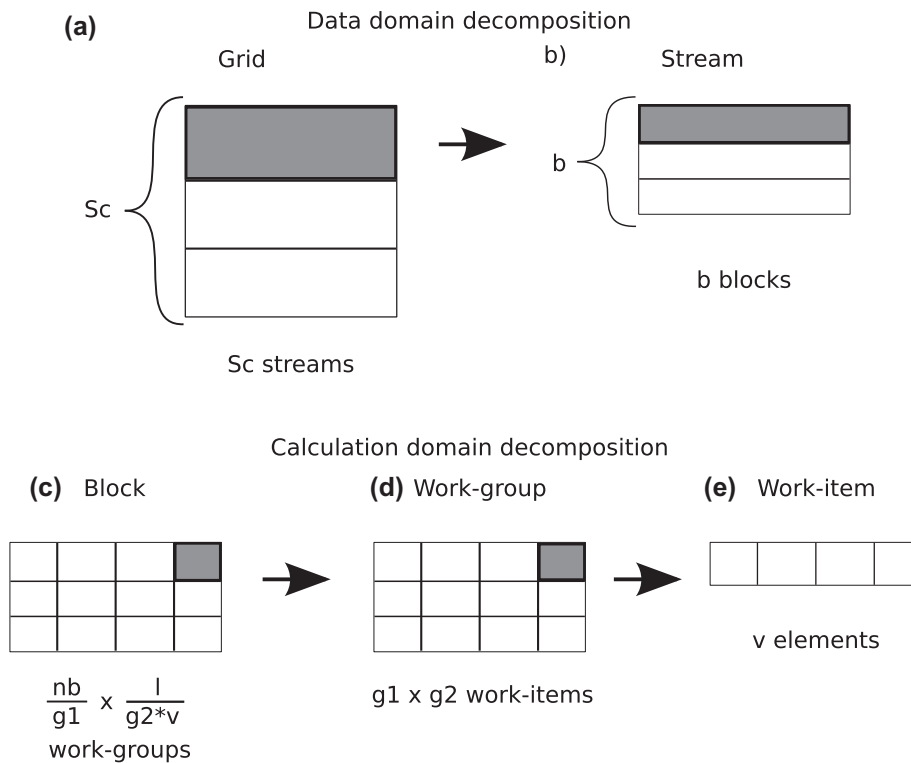 (a)
Data domain decomposition
Grid
b)
Stream
Sc
b
b blocks
Sc streams
Calculation domain decomposition
(c) Block
(d) Work-group
(e) Work-item
nb
g1
x
l
g2*v
work-groups
g1 x g2 work-items
v elements